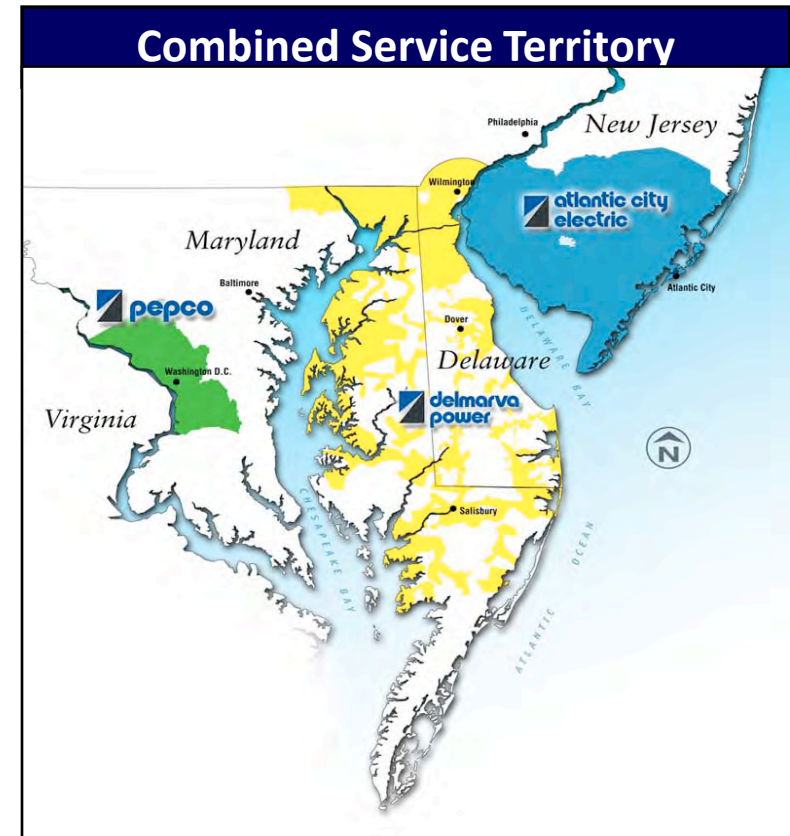 Combined Service Territory
Philadelphia
New Jersey
Wilmington
atlantic city
electric
Maryland
Baltimore
Atlantic City
pepco
Dover
DELAWARE BAY
Delaware
Washington D.C.
delmarva
power
Virginia
N
CHESAPEAKE BAY
Salisbury
ATLANTIC OCEAN